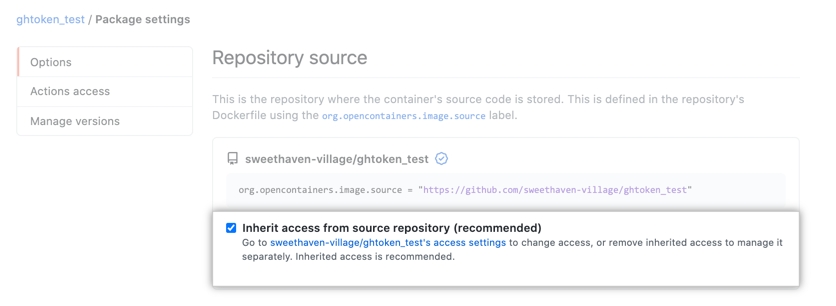 ghtoken_test / Package settings
Options
Actions access
Manage versions
Repository source
This is the repository where the container's source code is stored. This is defined in the repository's
Dockerfile using the org.opencontainers.image.source label.
sweethaven-village/ghtoken_test
org.opencontainers.image.source = "https://github.com/sweethaven-village/ghtoken_test"
Inherit access from source repository (recommended)
Go to sweethaven-village/ghtoken_test's access settings to change access, or remove inherited access to manage it
separately. Inherited access is recommended.